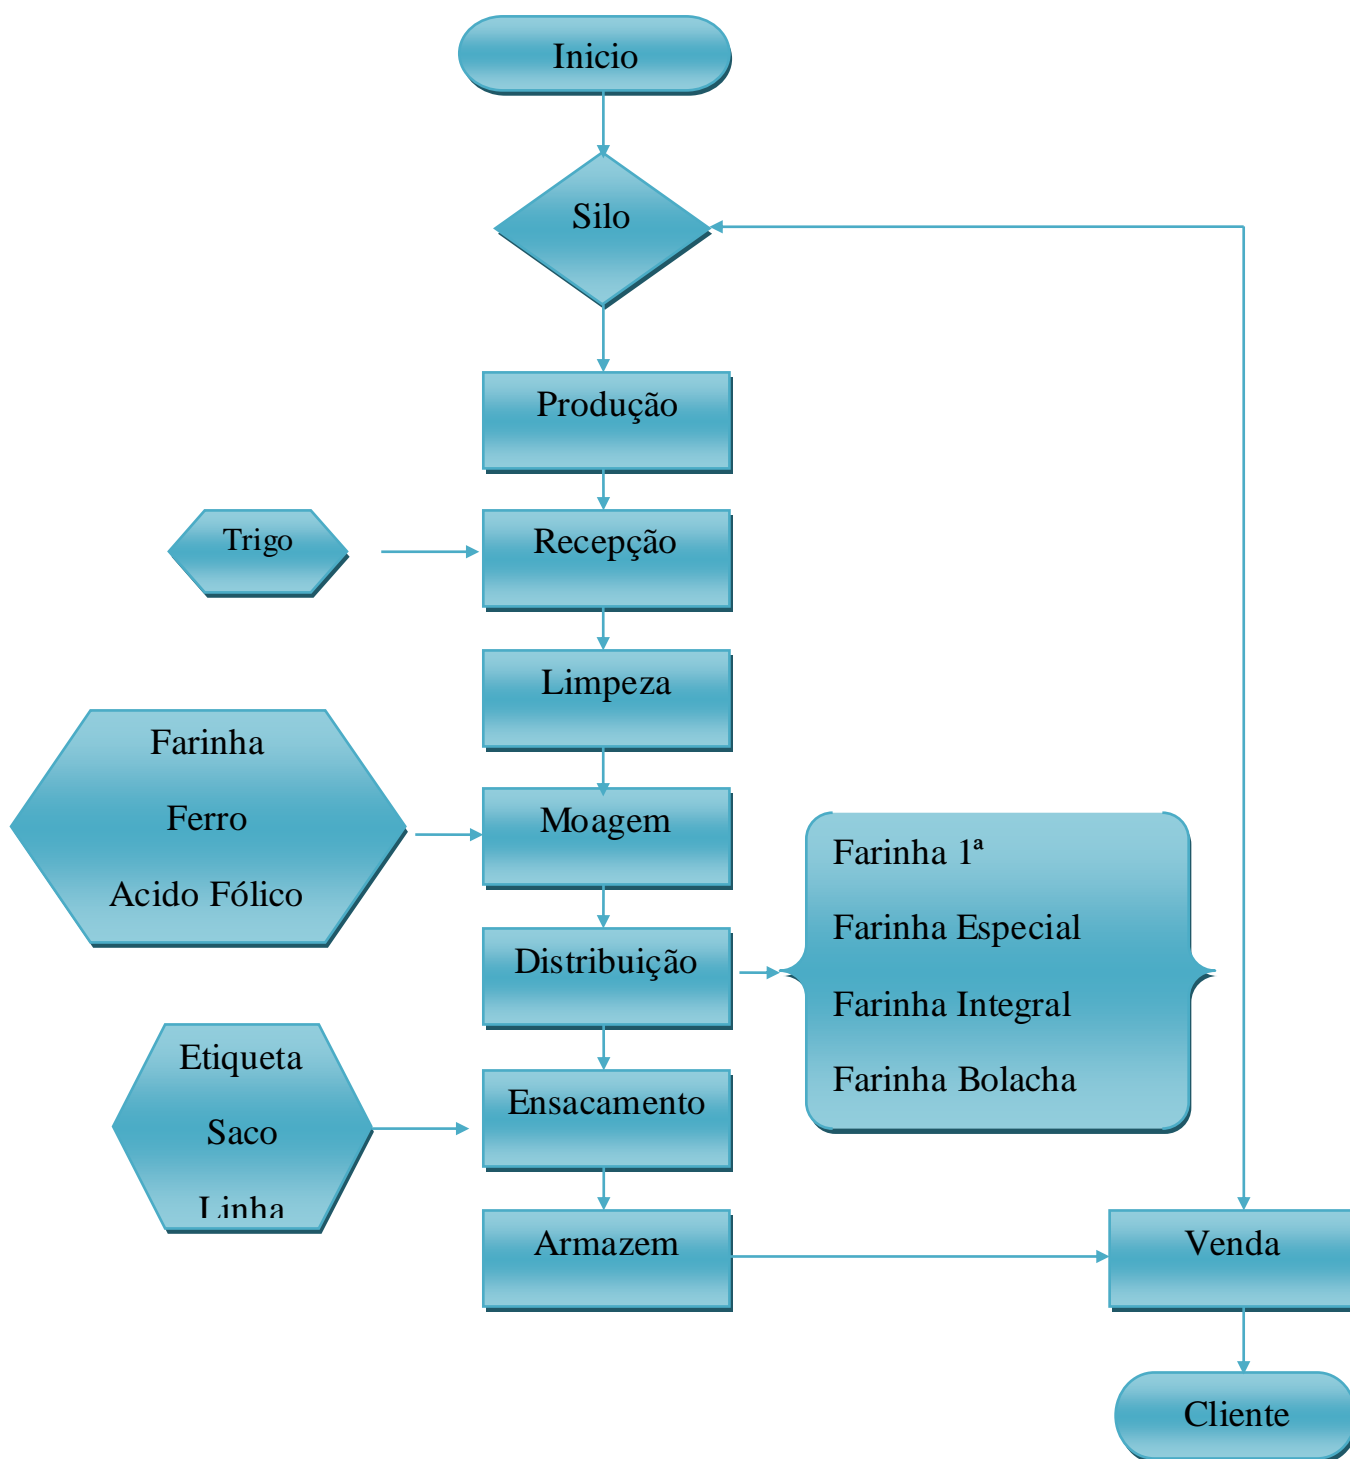 Inicio
Silo
Produção
Trigo
Recepção
Limpeza
Farinha
Ferro
Acido Fólico
Moagem
Farinha 1ª
Farinha Especial
Farinha Integral
Farinha Bolacha
Distribuição
Etiqueta
Saco
Linha
Ensacamento
Armazem
Venda
Cliente